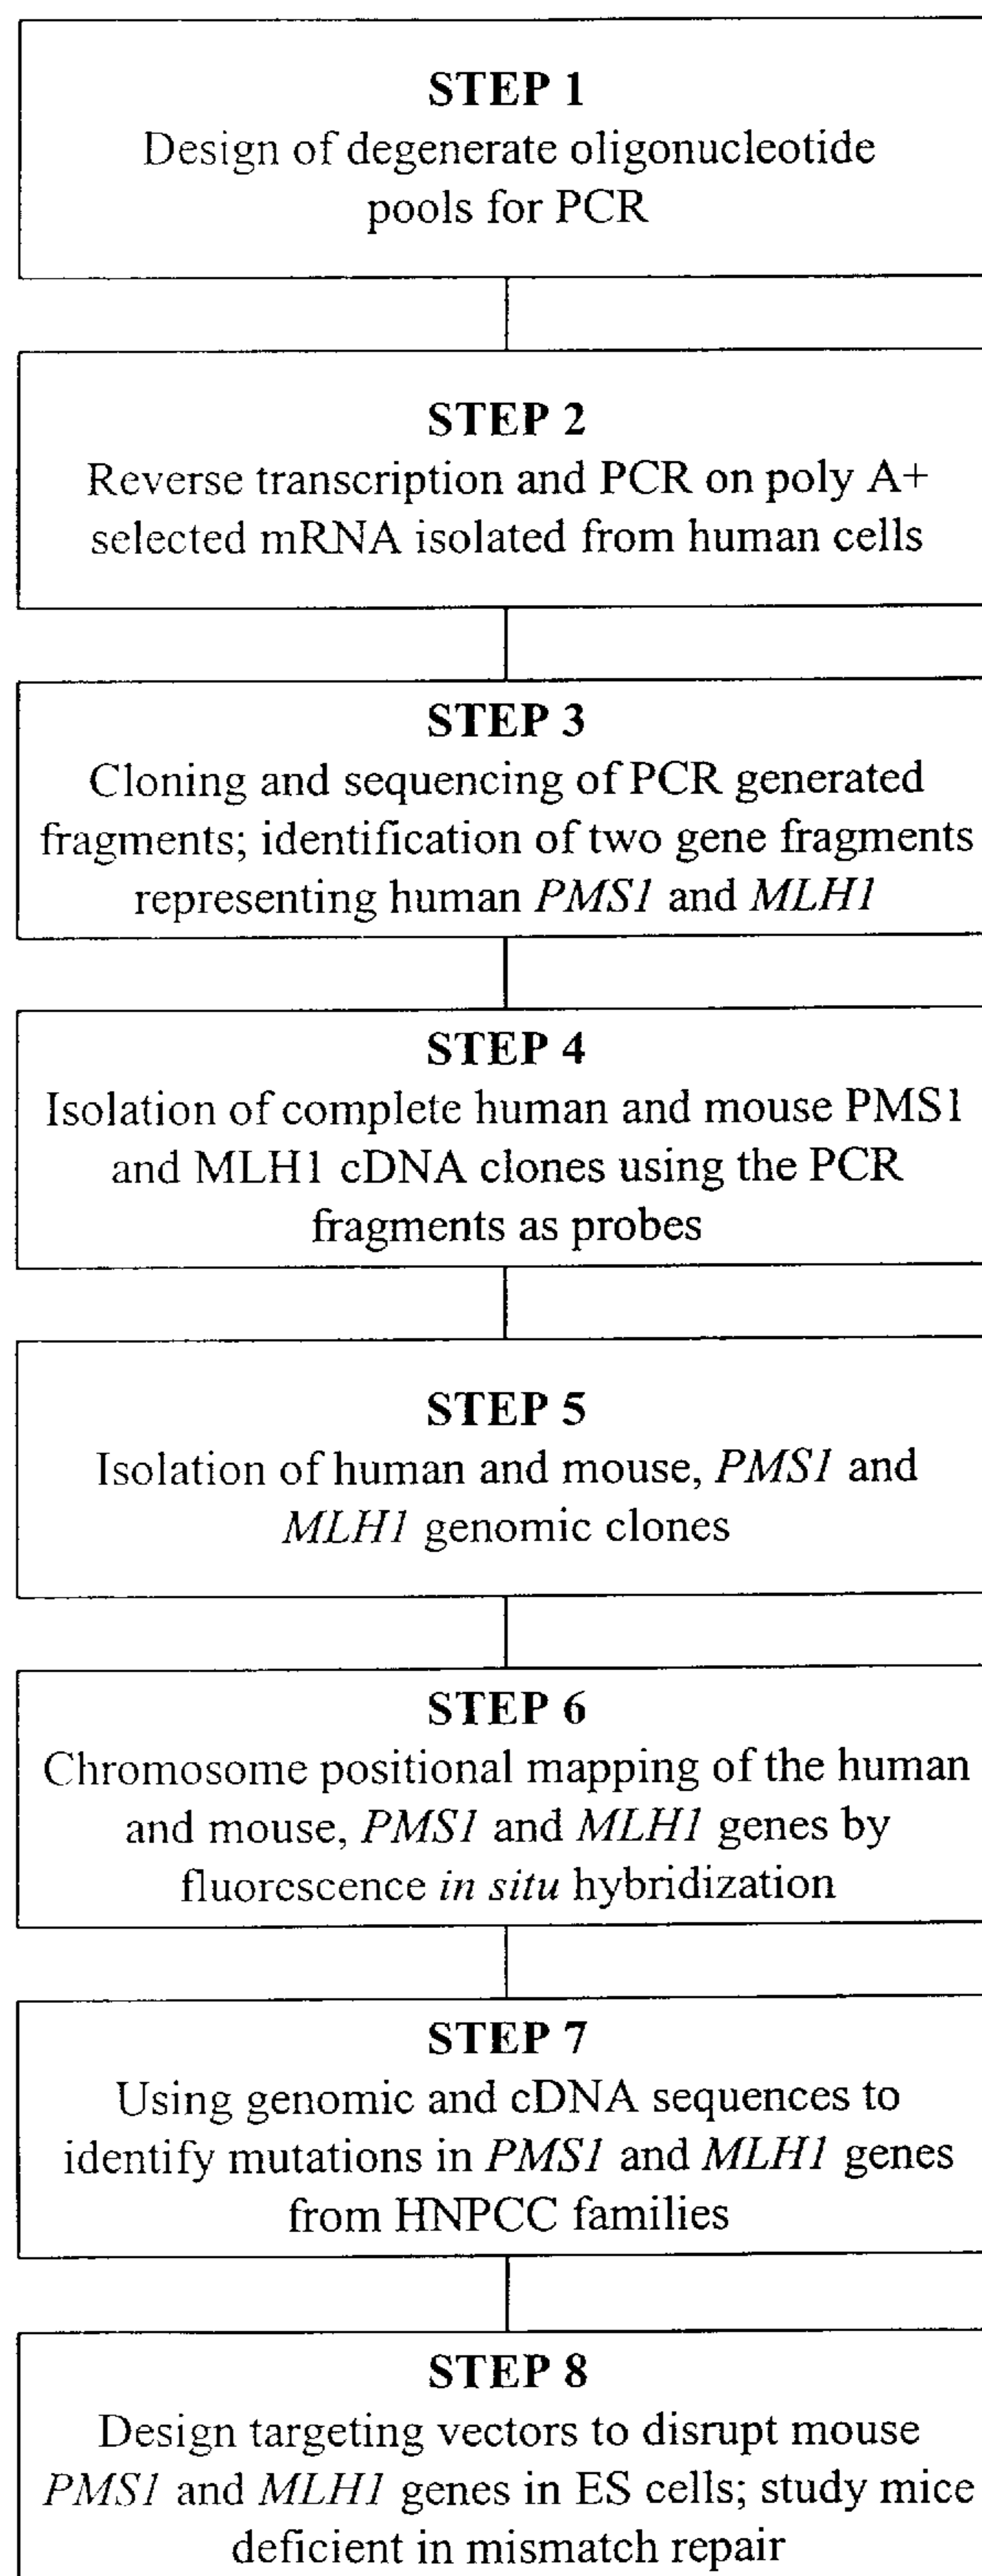 STEP 1
Design of degenerate oligonucleotide
pools for PCR
STEP 2
Reverse transcription and PCR on poly A+
selected mRNA isolated from human cells
STEP 3
Cloning and sequencing of PCR generated
fragments; identification of two gene fragments
representing human PMS1 and MLH1
STEP 4
Isolation of complete human and mouse PMS1
and MLH1 cDNA clones using the PCR
fragments as probes
STEP 5
Isolation of human and mouse, PMS1 and
MLH1 genomic clones
STEP 6
Chromosome positional mapping of the human
and mouse, PMS1 and MLH1 genes by
fluorescence in situ hybridization
STEP 7
Using genomic and cDNA sequences to
identify mutations in PMS1 and MLH1 genes
from HNPCC families
STEP 8
Design targeting vectors to disrupt mouse
PMS1 and MLH1 genes in ES cells; study mice
deficient in mismatch repair